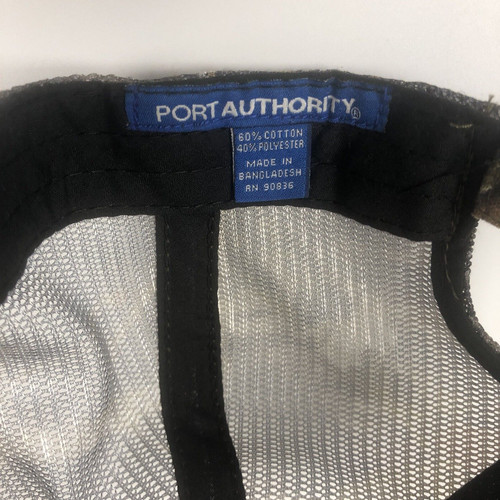 PORT AUTHORITY®
60% COTTON
40% POLYESTER
MADE IN
BANGLADESH
RN 90836